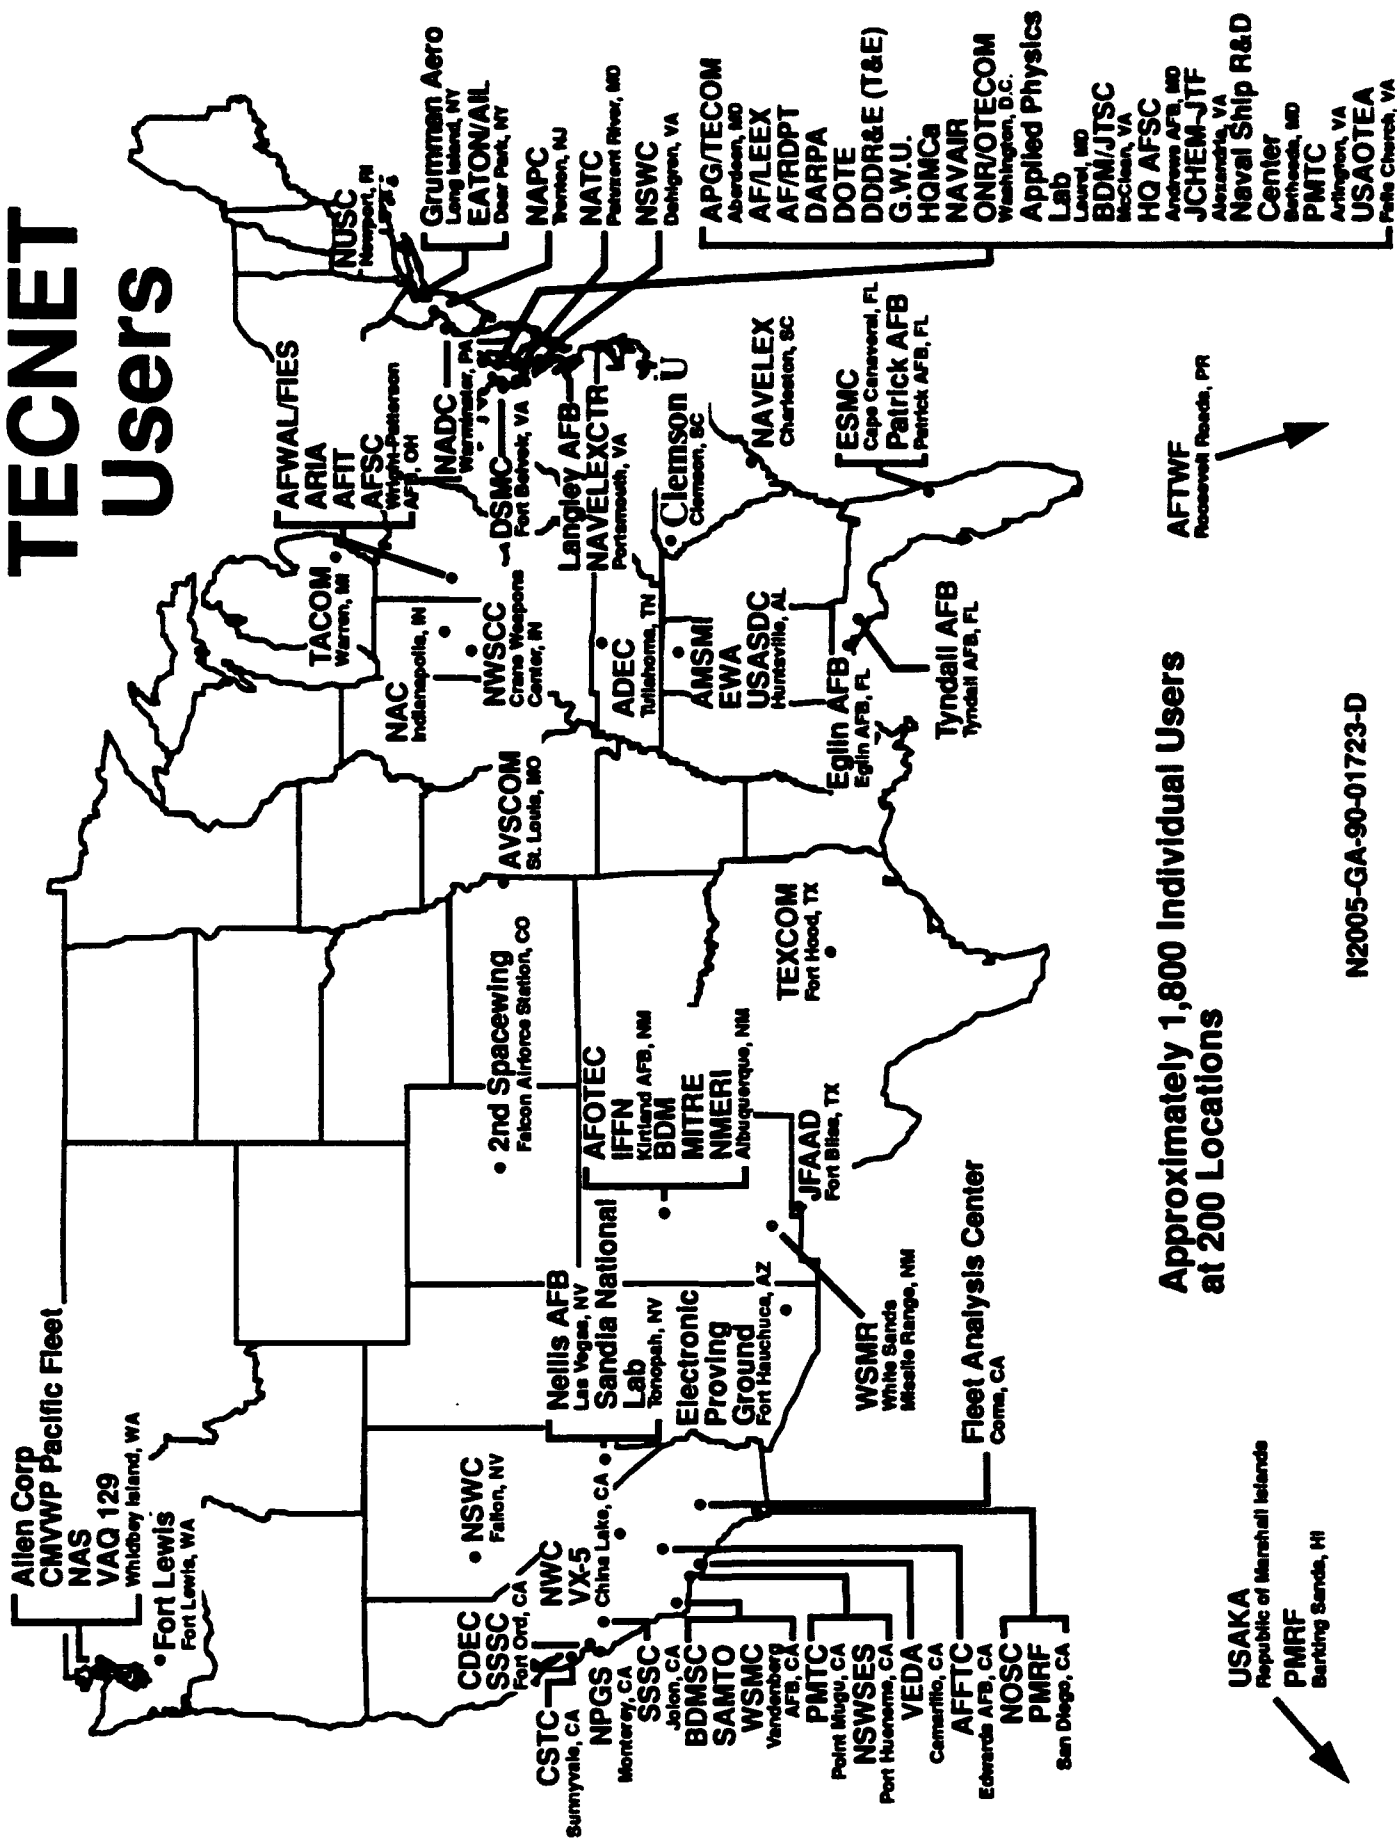 TECNET
Users
Allen Corp
CMVWP Pacific Fleet
NAS
VAQ 129
Whidbey Island, WA
Fort Lewis
Fort Lewis, WA
NSWC
Fallon, NV
CDEC
SSSC
Fort Ord, CA
NWC
VX-5
China Lake, CA
CSTC
Sunnyvale, CA
NPGS
Monterey, CA
SSSC
Jolon, CA
BDMSC
SAMTO
WSMC
Vandenberg
AFB, CA
PMTC
Point Mugu, CA
NSWSES
Port Hueneme, CA
VEDA
Camarillo, CA
AFFTC
Edwards AFB, CA
NOSC
PMRF
San Diego, CA
Fleet Analysis Center
Corna, CA
Nellis AFB
Las Vegas, NV
Sandia National
Lab
Tonopah, NV
Electronic
Proving
Ground
Fort Hauchuca, AZ
WSMR
White Sands
Missile Range, NM
2nd Spacewing
Falcon Airforce Station, CO
AFOTEC
IFFN
Kirtland AFB, NM
BDM
MITRE
NMERI
Albuquerque, NM
JFAAD
Fort Bliss, TX
TEXCOM
Fort Hood, TX
AVSCOM
St. Louis, MO
TACOM
Warren, MI
NAC
Indianapolis, IN
NWSCC
Crane Weapons
Center, IN
AFWAL/FIES
ARIA
AFIT
AFSC
Wright-Patterson
AFB, OH
ADEC
Tullahoma, TN
AMSMI
EWA
USASDC
Huntsville, AL
Eglin AFB
Eglin AFB, FL
Tyndall AFB
Tyndall AFB, FL
NADC
Warminster, PA
DSMC
Fort Belvoir, VA
Langley AFB
NAVELEXCTR
Portsmouth, VA
Clemson U
Clemson, SC
NAVELEX
Charleston, SC
ESMC
Cape Canaveral, FL
Patrick AFB
Patrick AFB, FL
NUSC
Newport, RI
Grumman Aero
Long Island, NY
EATON/AIL
Deer Park, NY
NAPC
Trenton, NJ
NATC
Patuxent River, MD
NSWC
Dahlgren, VA
APG/TECOM
Aberdeen, MD
AF/LEEX
AF/RDPT
DARPA
DOTE
DDDR&E (T&E)
G.W.U.
HQMCa
NAVAIR
ONR/OTECOM
Washington, D.C.
Applied Physics
Lab
Laurel, MD
BDM/JTSC
McClean, VA
HQ AFSC
Andrews AFB, MD
JCHEM-JTF
Alexandria, VA
Naval Ship R&D
Center
Bethesda, MD
PMTC
Arlington, VA
USAOTEA
Falls Church, VA
AFTWF
Roosevelt Roads, PR
USAKA
Republic of Marshall Islands
PMRF
Barking Sands, HI
Approximately 1,800 Individual Users
at 200 Locations
N2005-GA-90-01723-D